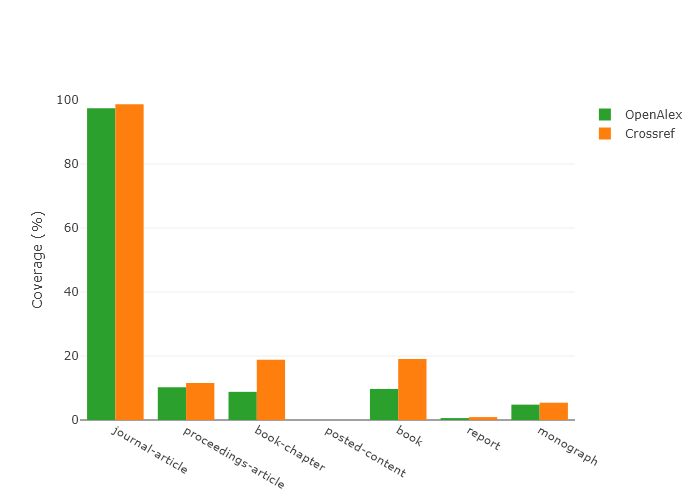 100
80
60
40
20
0
Coverage (%)
journal-article
proceedings-article
book-chapter
posted-content
book
report
monograph
OpenAlex
Crossref